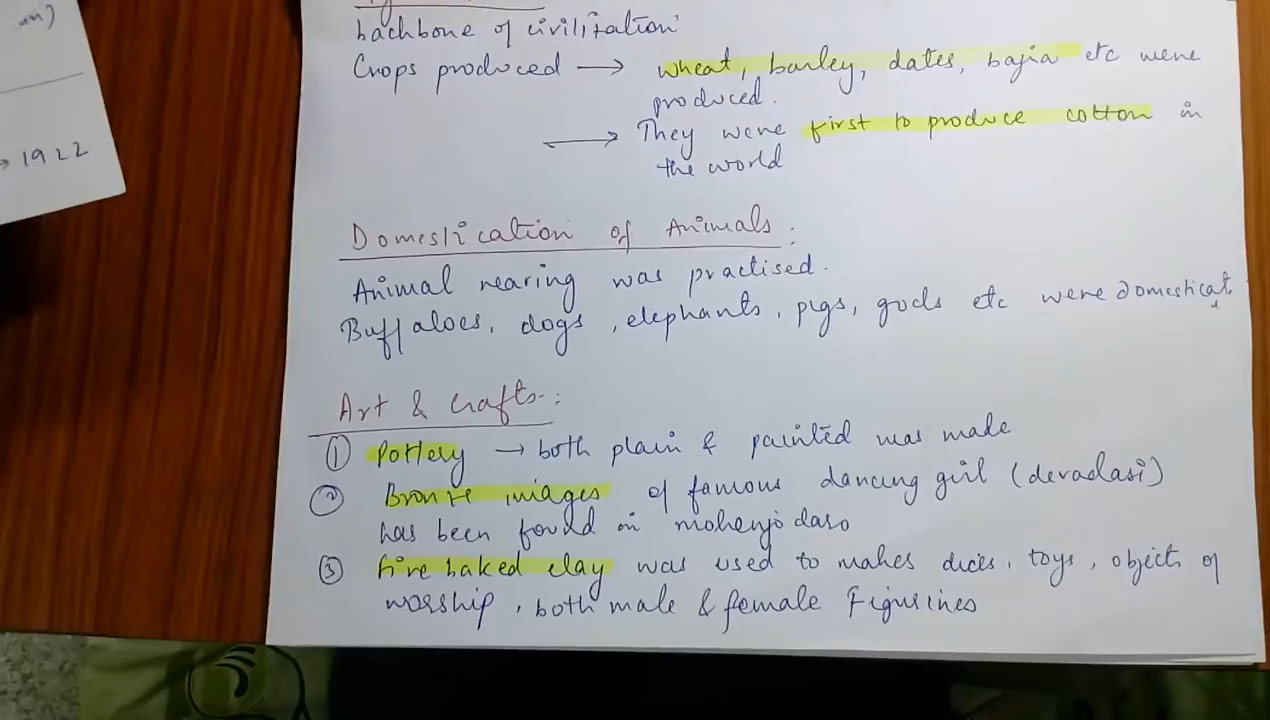 an)
→ 1922
backbone of civilization
Crops produced → wheat, barley, dates, bajra etc were
produced.
→ They were first to produce cotton in
the world
Domestication of Animals :
Animal rearing was practised.
Buffaloes, dogs, elephants, pigs, gods etc were domesticat
Art & Crafts :
① Pottery → both plain & painted was made
② Bronze images of famous dancing girl (devadasi)
has been found in mohenjo daro
③ fire baked clay was used to makes dices, toys, object of
worship, both male & female Figurines